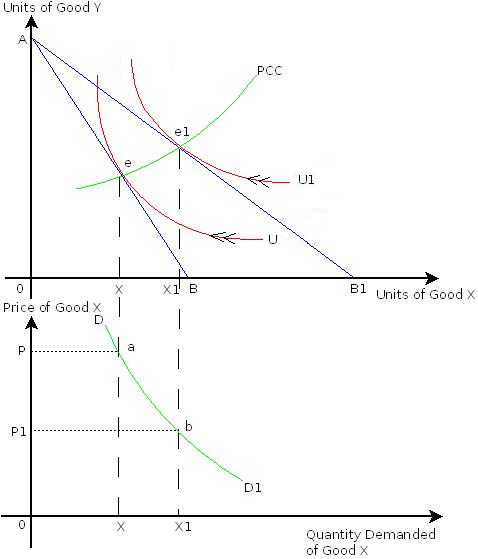 Units of Good Y
A
PCC
e1
e
U1
U
0
X
X1
B
B1
Units of Good X
Price of Good X
D
a
P
b
P1
D1
0
X
X1
Quantity Demanded
of Good X